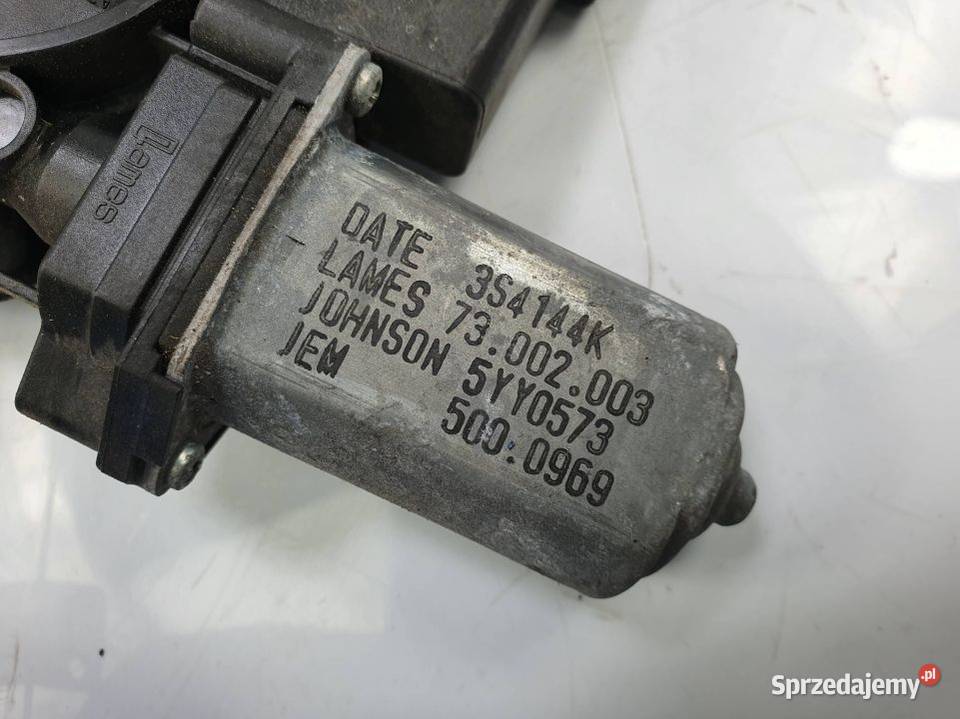 Lames
DATE 3S4144K
LAMES 73.002.003
JOHNSON 5YY0573
JEM 500.0969
Sprzedajemy.pl